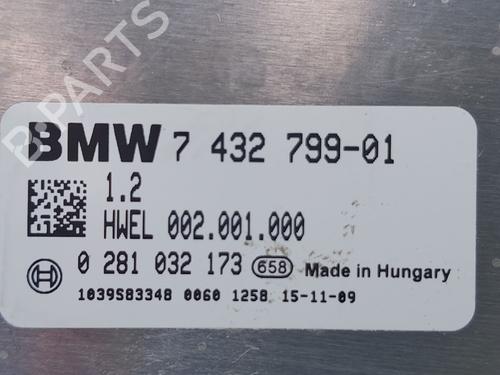 B-PARTS
BMW 7 432 799-01
1.2
HWEL 002.001.000
0 281 032 173 658 Made in Hungary
1039S83348 0060 1258 15-11-09